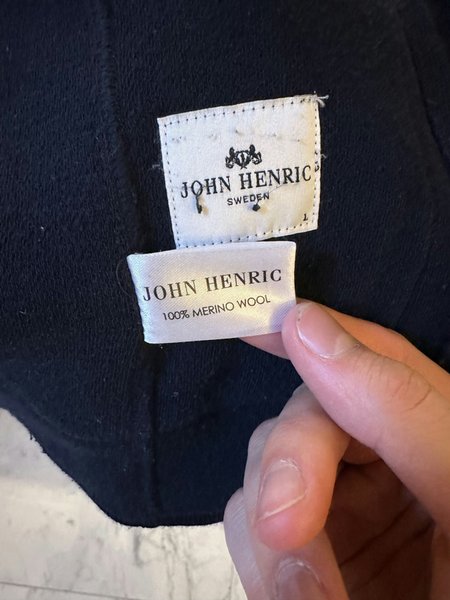 JOHN HENRIC
SWEDEN
L
JOHN HENRIC
100% MERINO WOOL